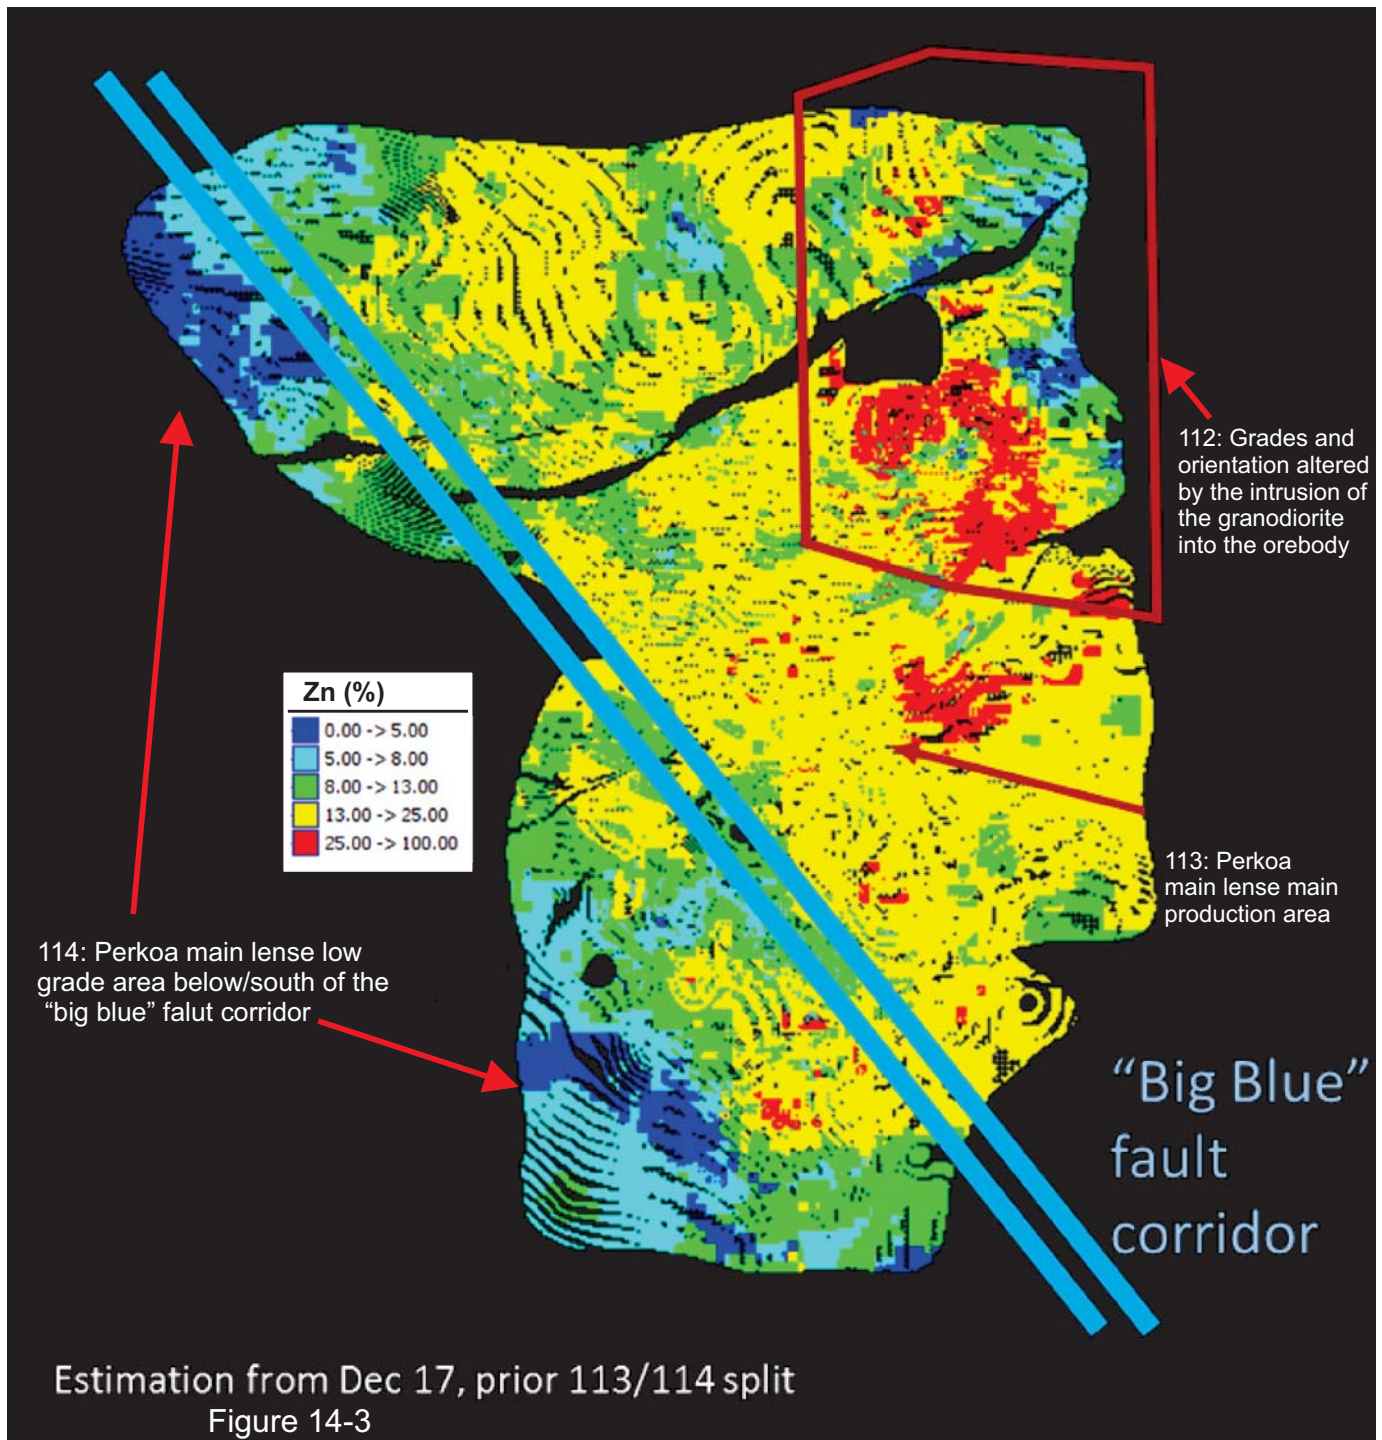 112: Grades and
orientation altered
by the intrusion of
the granodiorite
into the orebody
Zn (%)
0.00 -> 5.00
5.00 -> 8.00
8.00 -> 13.00
13.00 -> 25.00
25.00 -> 100.00
113: Perkoa
main lense main
production area
114: Perkoa main lense low
grade area below/south of the
“big blue” falut corridor
“Big Blue”
fault
corridor
Estimation from Dec 17, prior 113/114 split
Figure 14-3